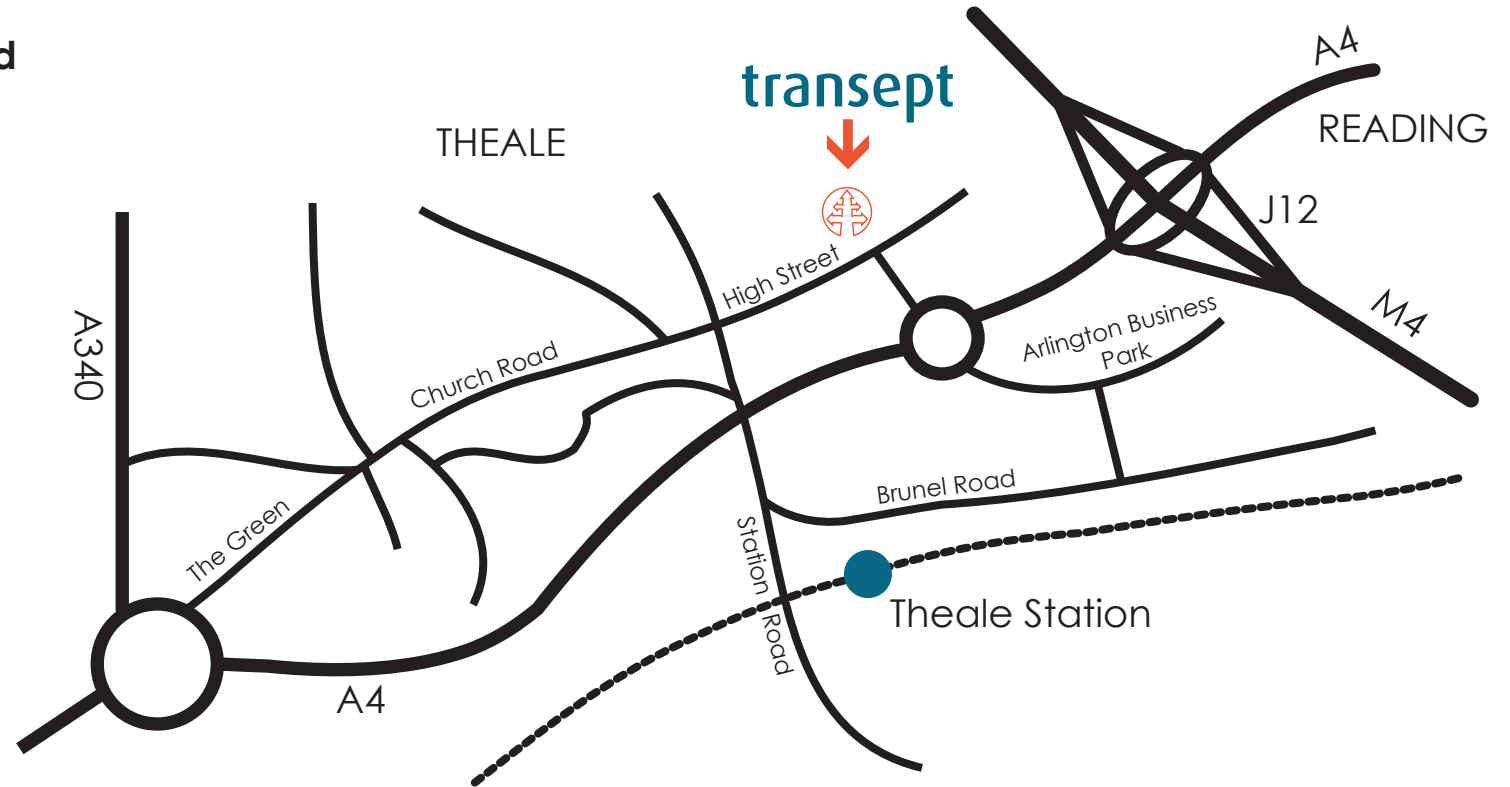 d
A4
transept
READING
THEALE
J12
High Street
M4
A340
Arlington Business
Park
Church Road
Brunel Road
The Green
Station Road
Theale Station
A4